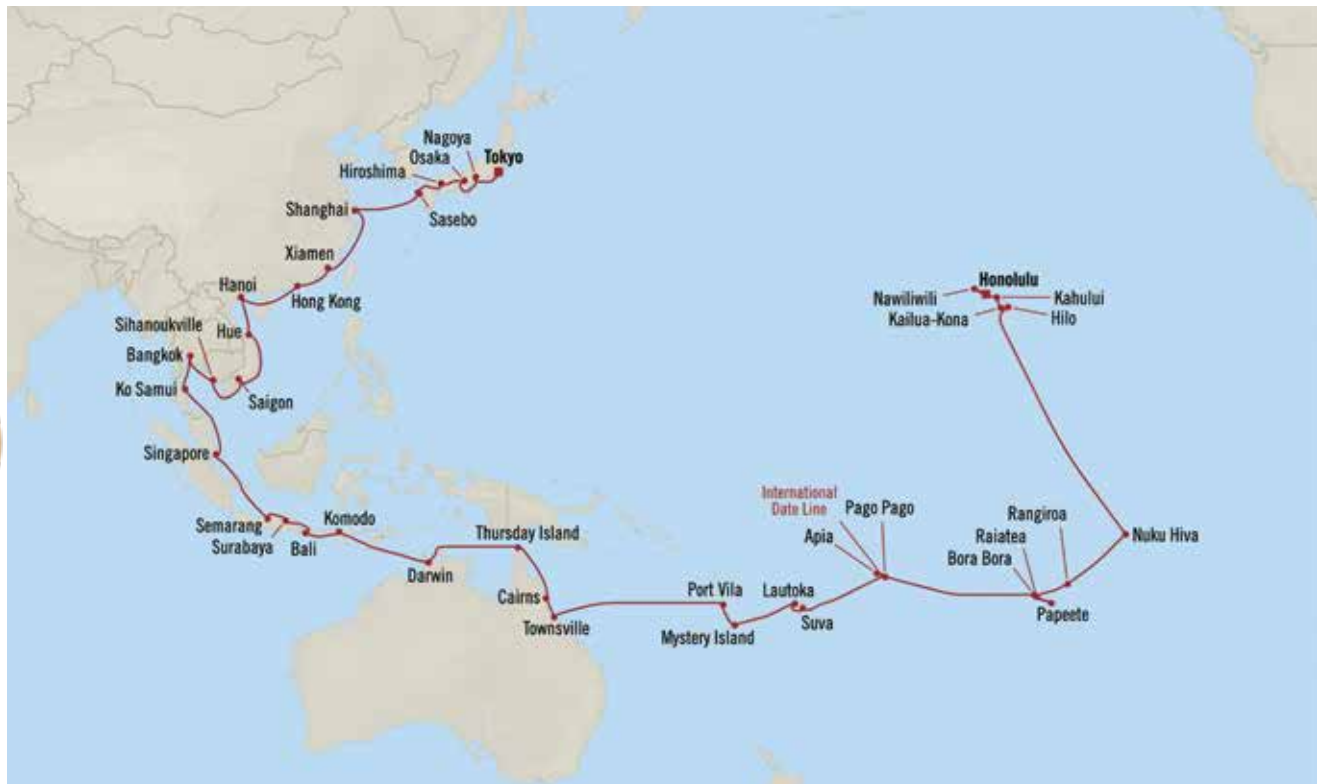 Nagoya
Osaka
Tokyo
Hiroshima
Sasebo
Shanghai
Xiamen
Hanoi
Hong Kong
Sihanoukville
Hue
Bangkok
Ko Samui
Saigon
Singapore
Semarang
Surabaya
Bali
Komodo
Darwin
Thursday Island
Cairns
Townsville
Port Vila
Mystery Island
Lautoka
Suva
International
Date Line
Apia
Pago Pago
Rangiroa
Raiatea
Bora Bora
Papeete
Nuku Hiva
Honolulu
Nawiliwili
Kahului
Kailua-Kona
Hilo